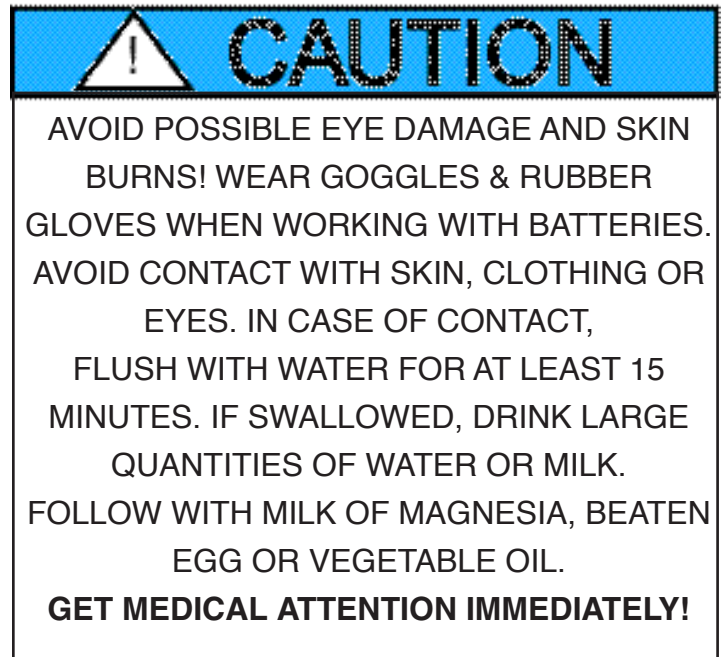 ! CAUTION
AVOID POSSIBLE EYE DAMAGE AND SKIN
BURNS! WEAR GOGGLES & RUBBER
GLOVES WHEN WORKING WITH BATTERIES.
AVOID CONTACT WITH SKIN, CLOTHING OR
EYES. IN CASE OF CONTACT,
FLUSH WITH WATER FOR AT LEAST 15
MINUTES. IF SWALLOWED, DRINK LARGE
QUANTITIES OF WATER OR MILK.
FOLLOW WITH MILK OF MAGNESIA, BEATEN
EGG OR VEGETABLE OIL.
GET MEDICAL ATTENTION IMMEDIATELY!